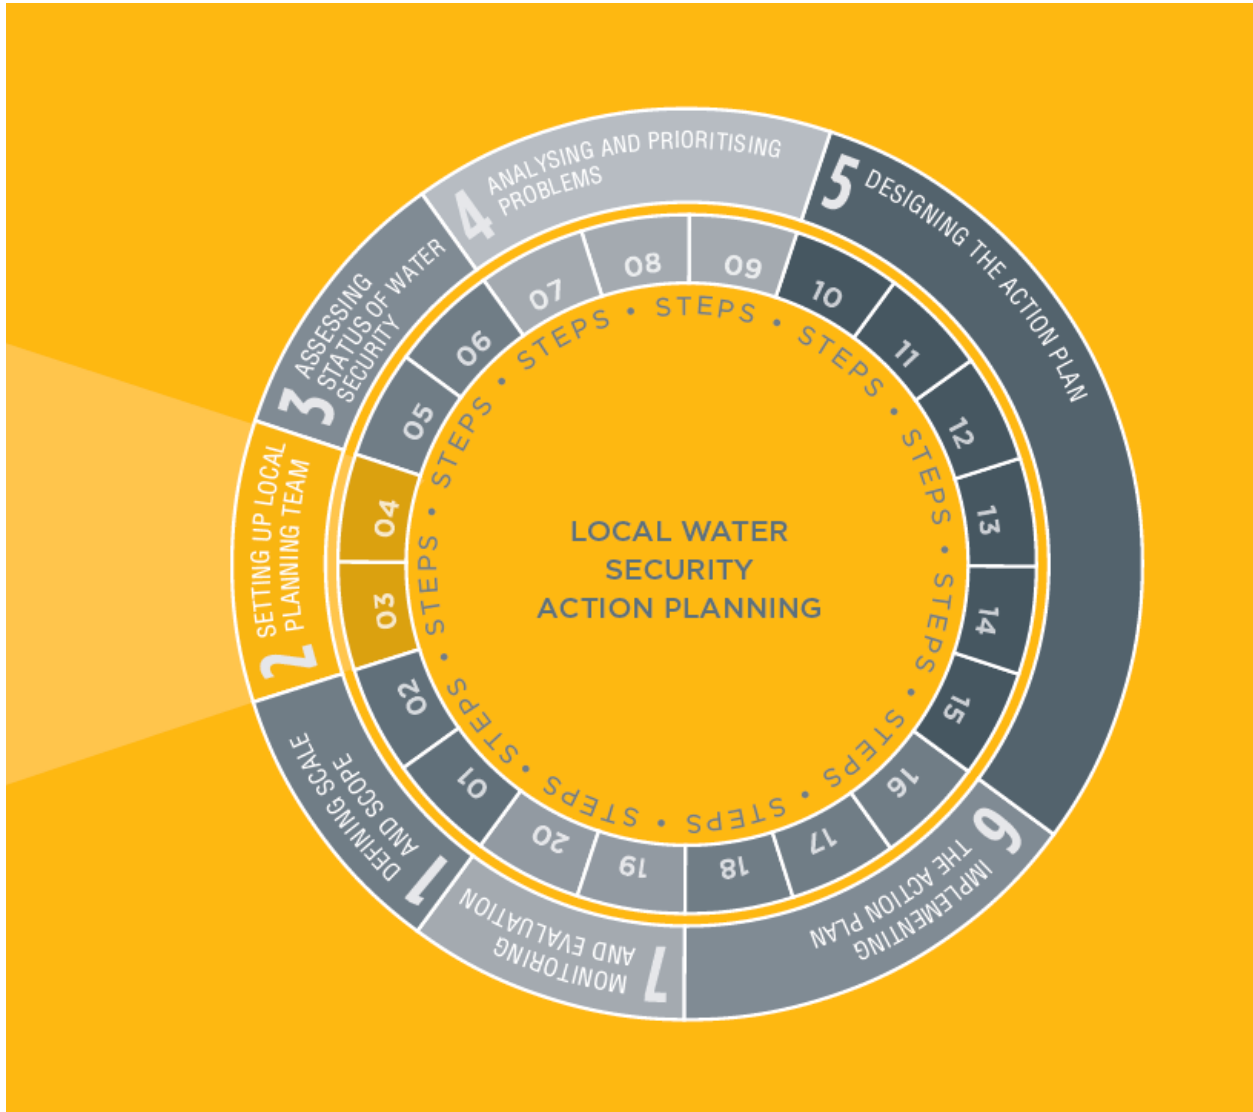 LOCAL WATER
SECURITY
ACTION PLANNING
1
DEFINING SCALE
AND SCOPE
2
SETTING UP LOCAL
PLANNING TEAM
3
ASSESSING
STATUS OF WATER
SECURITY
4
ANALYSING AND PRIORITISING
PROBLEMS
5
DESIGNING THE ACTION PLAN
6
IMPLEMENTING
THE ACTION PLAN
7
MONITORING
AND EVALUATION
01
02
03
04
05
06
07
08
09
10
11
12
13
14
15
16
17
18
19
20
STEPS • STEPS • STEPS • STEPS • STEPS • STEPS • STEPS • STEPS • STEPS • STEPS • STEPS • STEPS • STEPS •